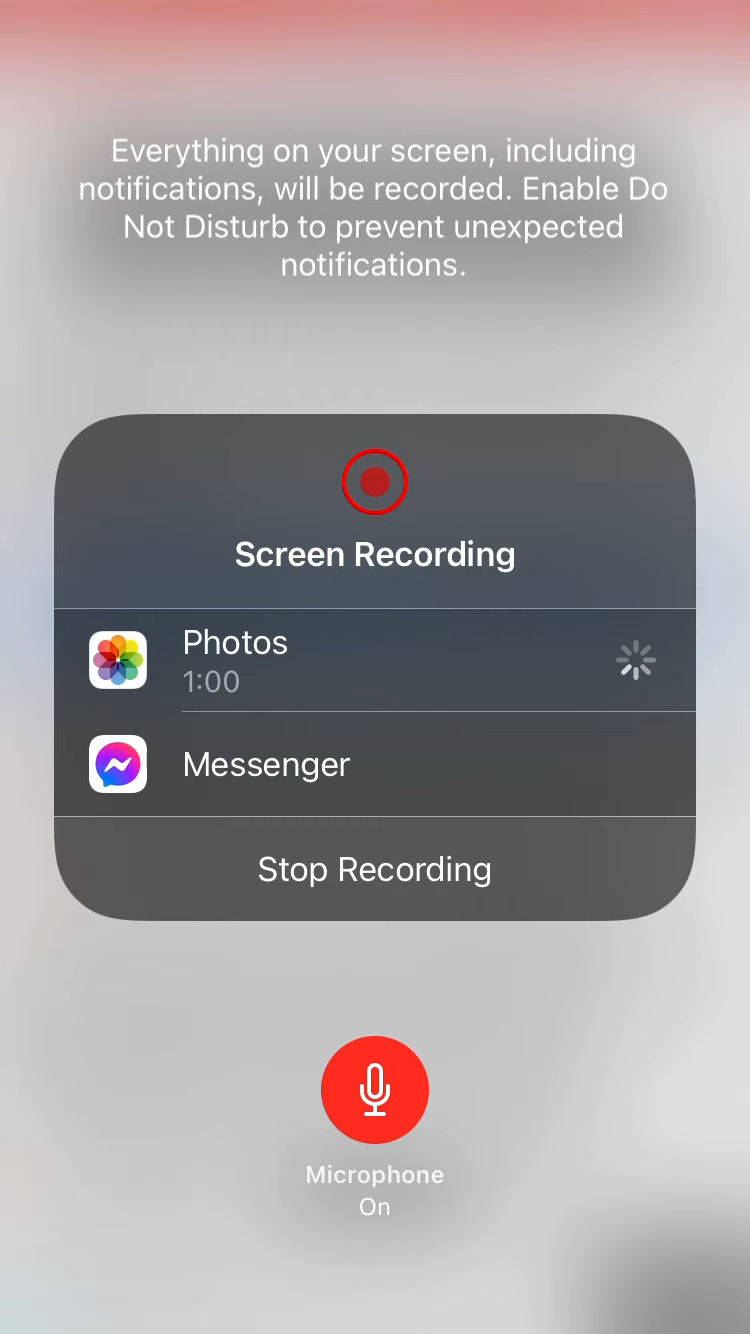 Everything on your screen, including
notifications, will be recorded. Enable Do
Not Disturb to prevent unexpected
notifications.
Screen Recording
Photos
1:00
Messenger
Stop Recording
Microphone
On